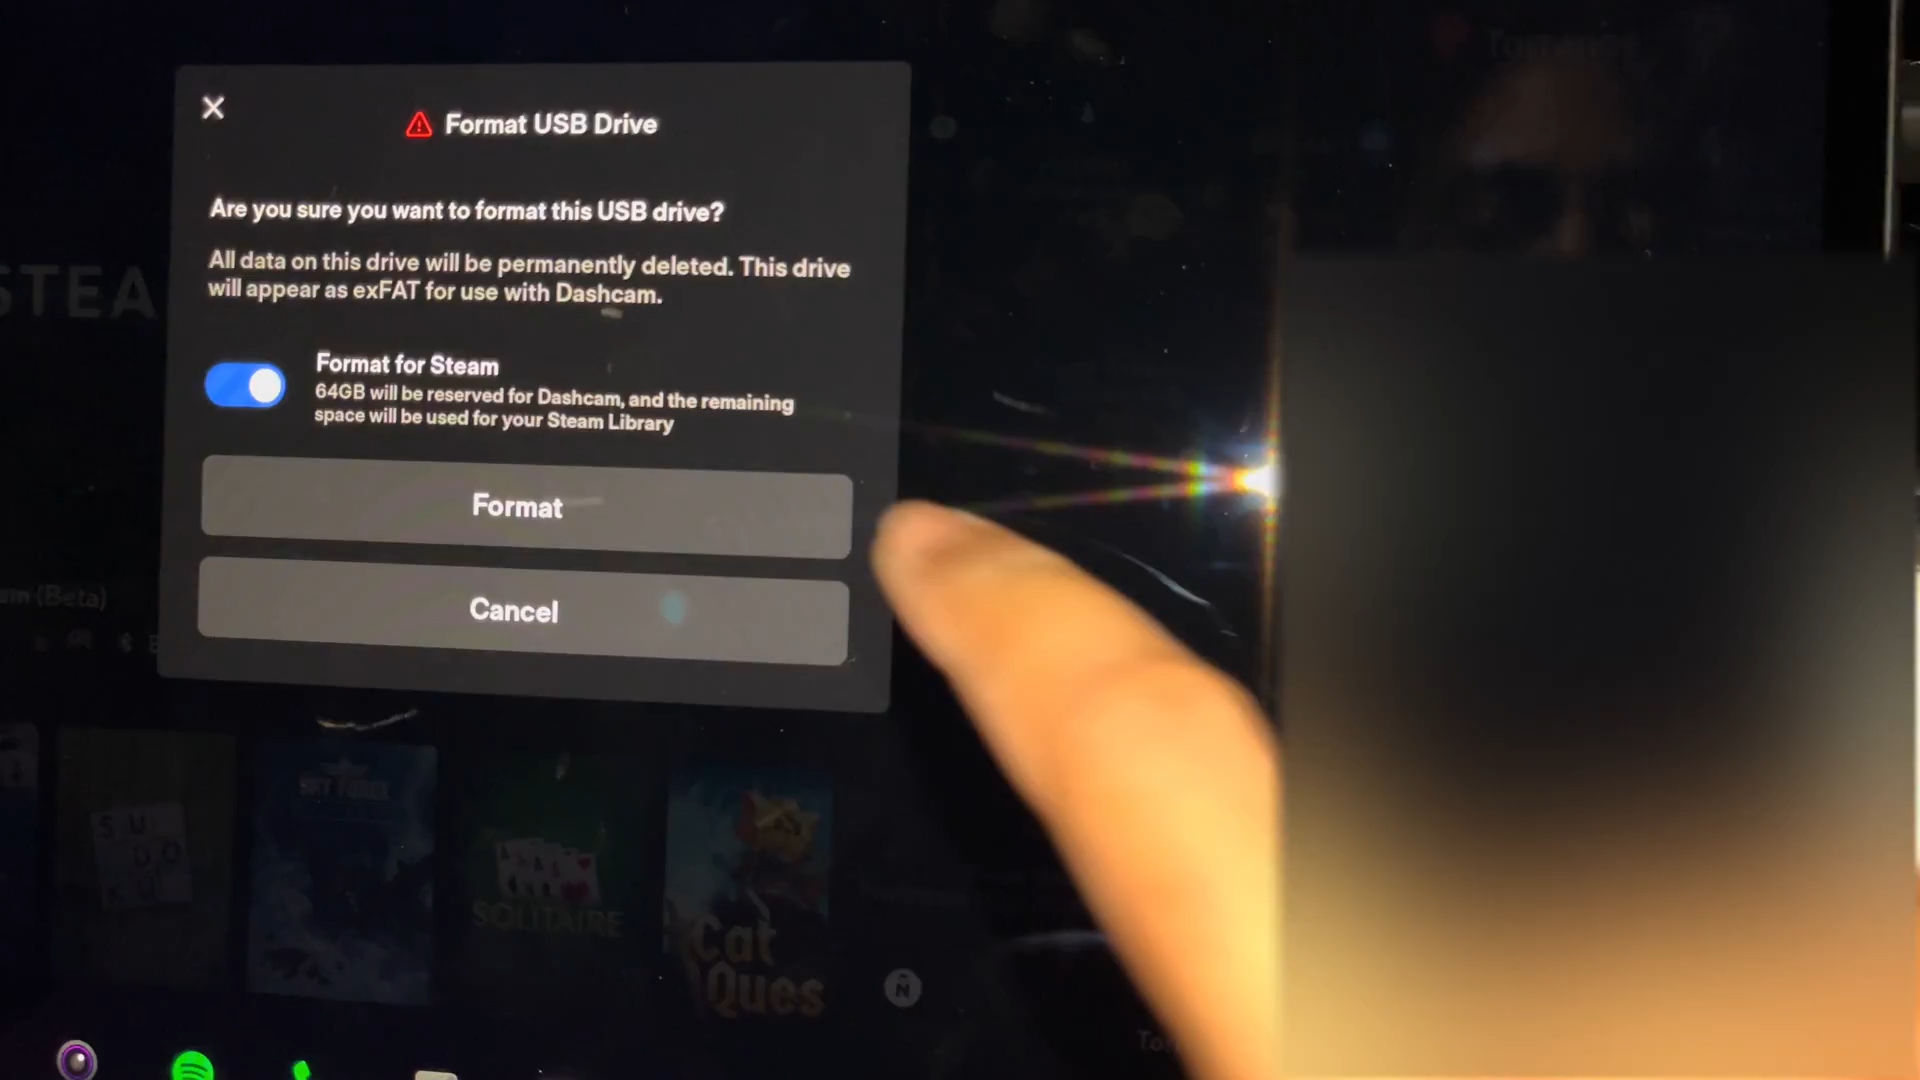 Format USB Drive
Are you sure you want to format this USB drive?
All data on this drive will be permanently deleted. This drive
will appear as exFAT for use with Dashcam.
STEA
Format for Steam
64GB will be reserved for Dashcam, and the remaining
space will be used for your Steam Library
Format
(Beta)
Cancel
SUDOKU
SOLITAIRE
Cat
Ques
N